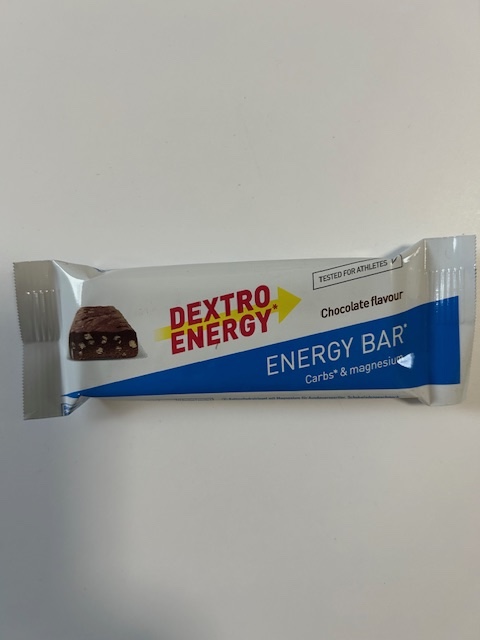 TESTED FOR ATHLETES ✓
DEXTRO
ENERGY*
Chocolate flavour
ENERGY BAR*
Carbs* & magnesium